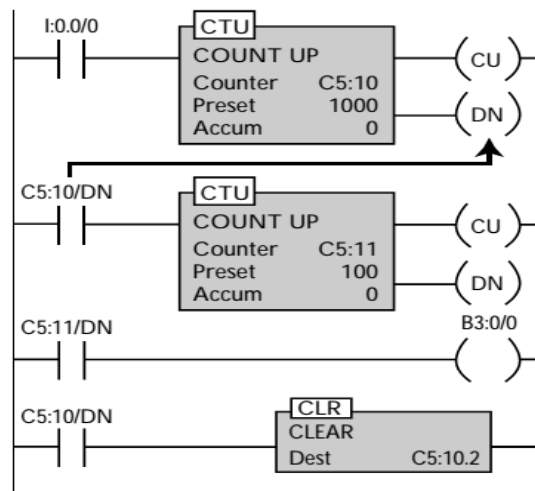 I:0.0/0
CTU
COUNT UP
Counter C5:10
Preset 1000
Accum 0
CU
DN
C5:10/DN
CTU
COUNT UP
Counter C5:11
Preset 100
Accum 0
CU
DN
C5:11/DN
B3:0/0
C5:10/DN
CLR
CLEAR
Dest C5:10.2